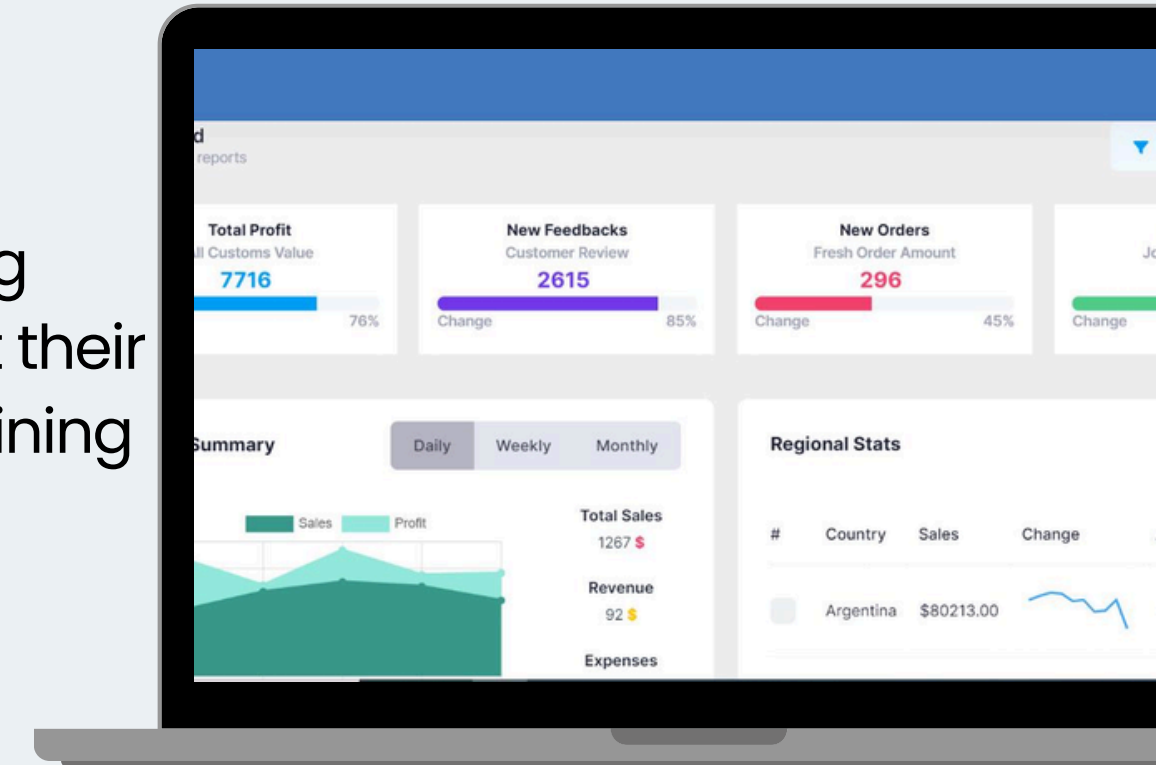 g
their
ining
d
reports
Total Profit
ll Customs Value
7716
76%
New Feedbacks
Customer Review
2615
Change
85%
New Orders
Fresh Order Amount
296
Change
45%
Jo
Change
Summary
Daily
Weekly
Monthly
Sales
Profit
Total Sales
1267 $
Revenue
92 $
Expenses
Regional Stats
# Country Sales Change
Argentina $80213.00